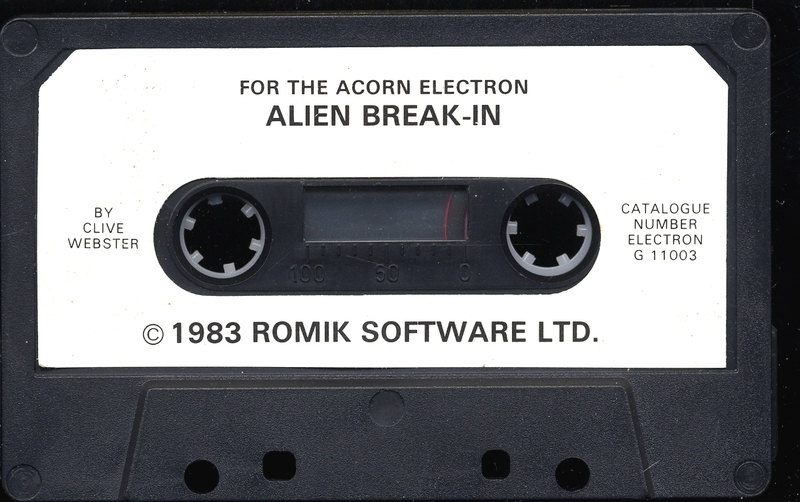 FOR THE ACORN ELECTRON
ALIEN BREAK-IN
BY
CLIVE
WEBSTER
CATALOGUE
NUMBER
ELECTRON
G 11003
100 50 0
© 1983 ROMIK SOFTWARE LTD.